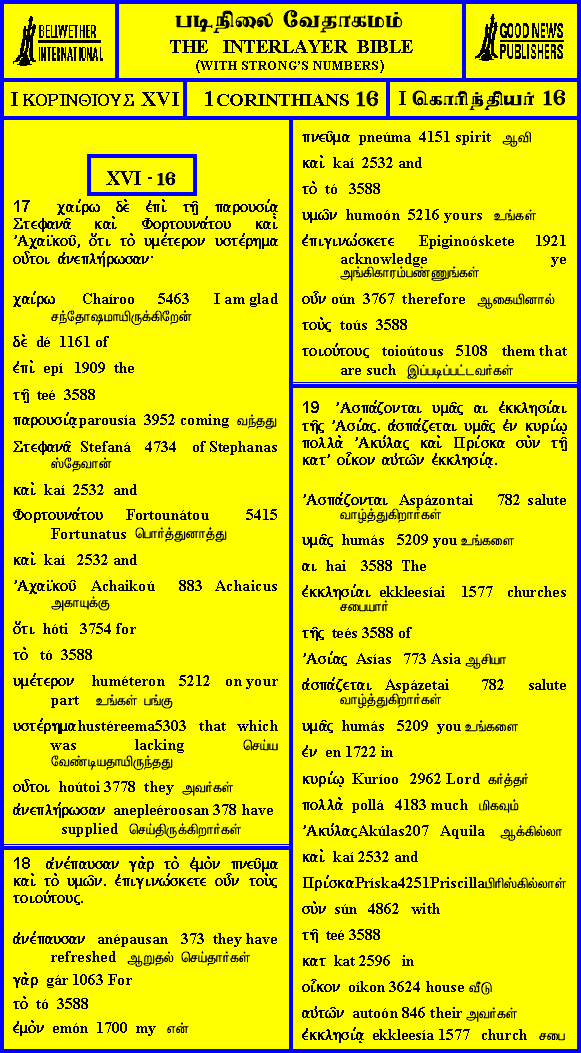 BELLWETHER
INTERNATIONAL
படிநிலை வேதாகமம்
THE INTERLAYER BIBLE
(WITH STRONG'S NUMBERS)
GOOD NEWS
PUBLISHERS
I ΚΟΡΙΝΘΙΟΥΣ XVI
1 CORINTHIANS 16
I கொரிந்தியர் 16
XVI - 16
17 χαίρω δὲ ἐπὶ τῇ παρουσίᾳ
Στεφανᾶ καὶ Φορτουνάτου καὶ
Ἀχαϊκοῦ, ὅτι τὸ υμέτερον υστέρημα
οὗτοι ἀνεπλήρωσαν·
χαίρω Chaíroo 5463 I am glad
சந்தோஷமாயிருக்கிறேன்
δὲ dé 1161 of
ἐπὶ epí 1909 the
τῇ teé 3588
παρουσίᾳ parousía 3952 coming வந்தது
Στεφανᾶ Stefaná 4734 of Stephanas
ஸ்தேவான்
καὶ kaí 2532 and
Φορτουνάτου Fortounátou 5415
Fortunatus பொர்த்துனாத்து
καὶ kaí 2532 and
Ἀχαϊκοῦ Achaikoú 883 Achaicus
அகாயுக்கு
ὅτι hóti 3754 for
τὸ tó 3588
υμέτερον huméteron 5212 on your
part உங்கள் பங்கு
υστέρημα hustéreema5303 that which
was lacking செய்ய
வேண்டியதாயிருந்தது
οὗτοι hoútoi 3778 they அவர்கள்
ἀνεπλήρωσαν anepleéroosan 378 have
supplied செய்திருக்கிறார்கள்
18 ἀνέπαυσαν γὰρ τὸ ἐμὸν πνεῦμα
καὶ τὸ υμῶν. ἐπιγινώσκετε οὖν τοὺς
τοιούτους.
ἀνέπαυσαν anépausan 373 they have
refreshed ஆறுதல் செய்தார்கள்
γὰρ gár 1063 For
τὸ tó 3588
ἐμὸν emón 1700 my என்
πνεῦμα pneúma 4151 spirit ஆவி
καὶ kaí 2532 and
τὸ tó 3588
υμῶν humoón 5216 yours உங்கள்
ἐπιγινώσκετε Epiginoóskete 1921
acknowledge ye
அங்கிகாரம்பண்ணுங்கள்
οὖν oún 3767 therefore ஆகையினால்
τοὺς toús 3588
τοιούτους toioútous 5108 them that
are such இப்படிப்பட்டவர்கள்
19 Ἀσπάζονται υμᾶς αι ἐκκλησίαι
τῆς Ἀσίας. ἀσπάζεται υμᾶς ἐν κυρίῳ
πολλὰ Ἀκύλας καὶ Πρίσκα σὺν τῇ
κατ' οἶκον αὐτῶν ἐκκλησίᾳ.
Ἀσπάζονται Aspázontai 782 salute
வாழ்த்துகிறார்கள்
υμᾶς humás 5209 you உங்களை
αι hai 3588 The
ἐκκλησίαι ekkleesíai 1577 churches
சபையார்
τῆς teés 3588 of
Ἀσίας Asías 773 Asia ஆசியா
ἀσπάζεται Aspázetai 782 salute
வாழ்த்துகிறார்கள்
υμᾶς humás 5209 you உங்களை
ἐν en 1722 in
κυρίῳ Kuríoo 2962 Lord கர்த்தர்
πολλὰ pollá 4183 much மிகவும்
Ἀκύλας Akúlas207 Aquila ஆக்கில்லா
καὶ kaí 2532 and
Πρίσκα Príska4251Priscilla பிரிஸ்கில்லாள்
σὺν sún 4862 with
τῇ teé 3588
κατ kat 2596 in
οἶκον oíkon 3624 house வீடு
αὐτῶν autoón 846 their அவர்கள்
ἐκκλησίᾳ ekkleesía 1577 church சபை